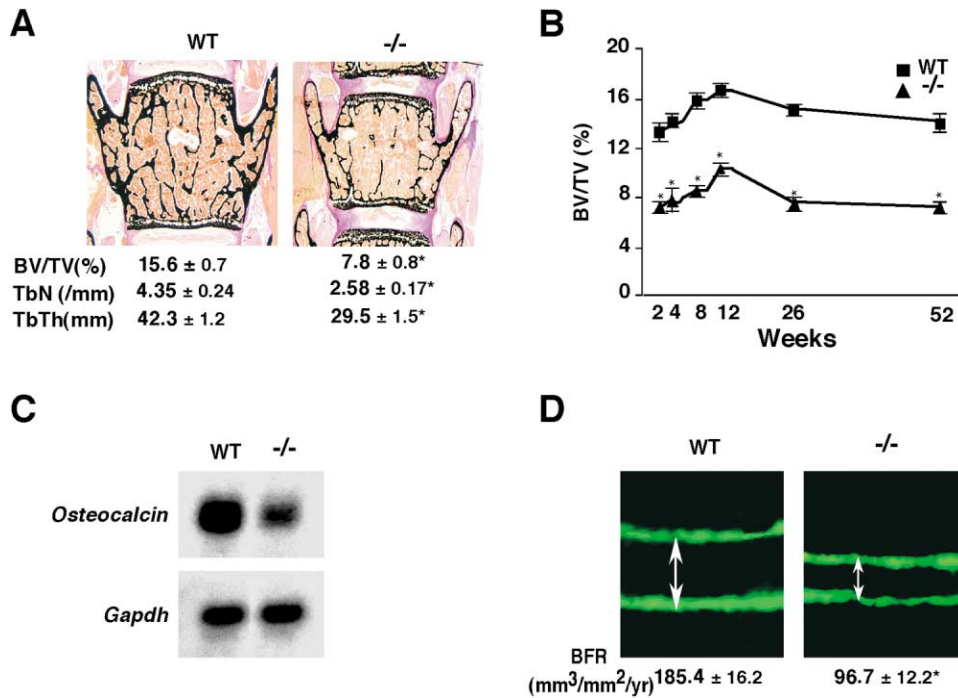 A
WT -/-
BV/TV(%) 15.6 ± 0.7 7.8 ± 0.8*
TbN (/mm) 4.35 ± 0.24 2.58 ± 0.17*
TbTh(mm) 42.3 ± 1.2 29.5 ± 1.5*
B
20
16
12
8
4
0
BV/TV (%)
WT
-/-
* * * * * *
2 4 8 12 26 52
Weeks
C
WT -/-
Osteocalcin
Gapdh
D
WT -/-
BFR
(mm³/mm²/yr) 185.4 ± 16.2 96.7 ± 12.2*